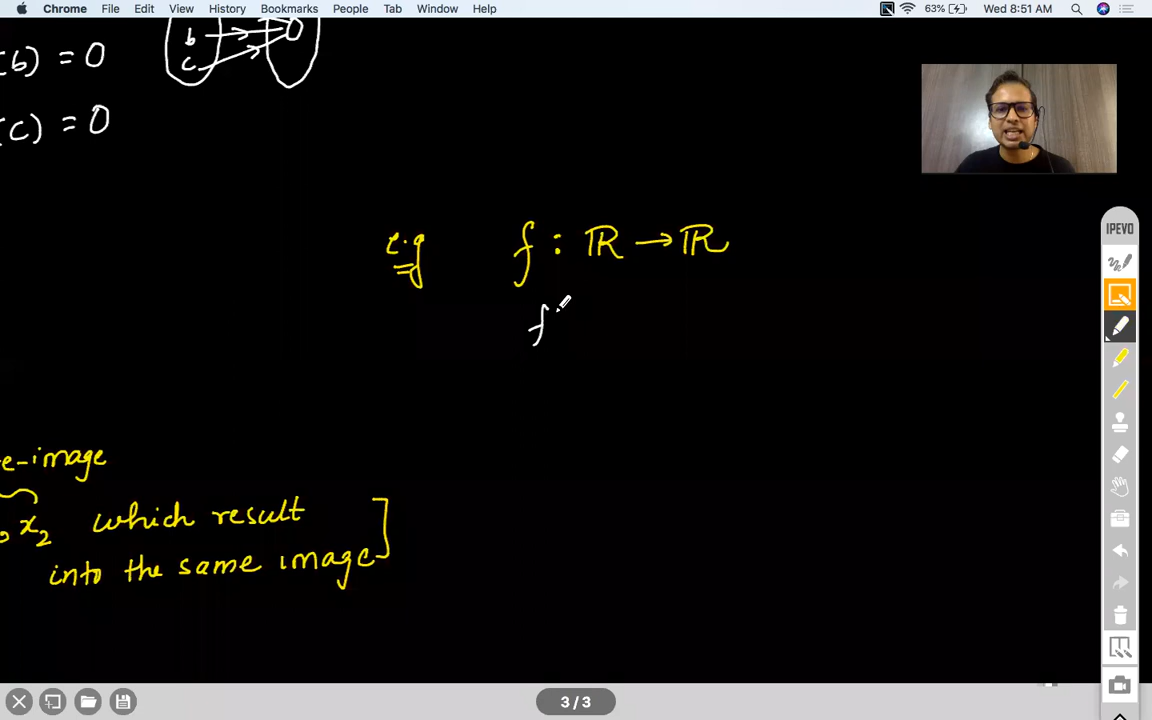 Chrome File Edit View History Bookmarks People Tab Window Help 63% Wed 8:51 AM
(b) = 0
b 0
c
(c) = 0
IPEVO
e.g f : ℝ → ℝ
f
e-image
x2 which result
into the same image
3/3